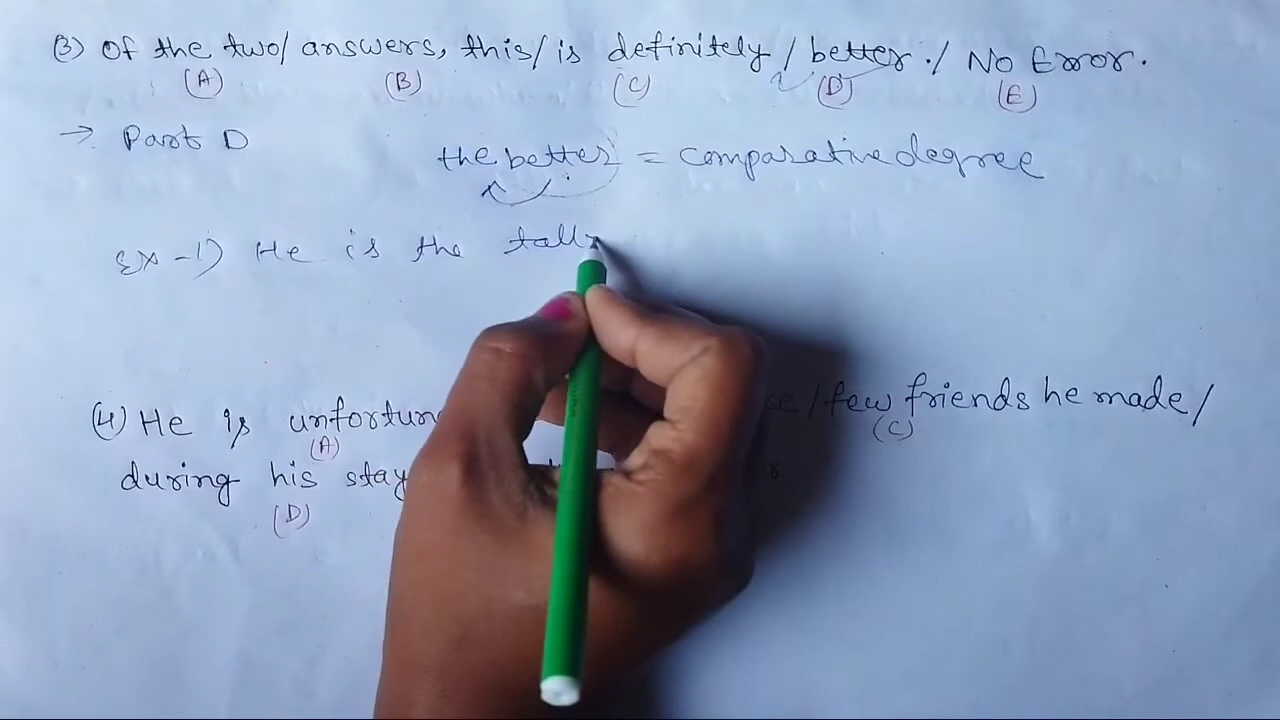 (3) Of the two/ answers, this/ is definitely / better ./ No Error.
(A) (B) (C) (D) (E)
→ Part D
the better = comparative degree
Ex -1) He is the tall
(4) He is / few friends he made /
(A) (C)
during his stay
(D)